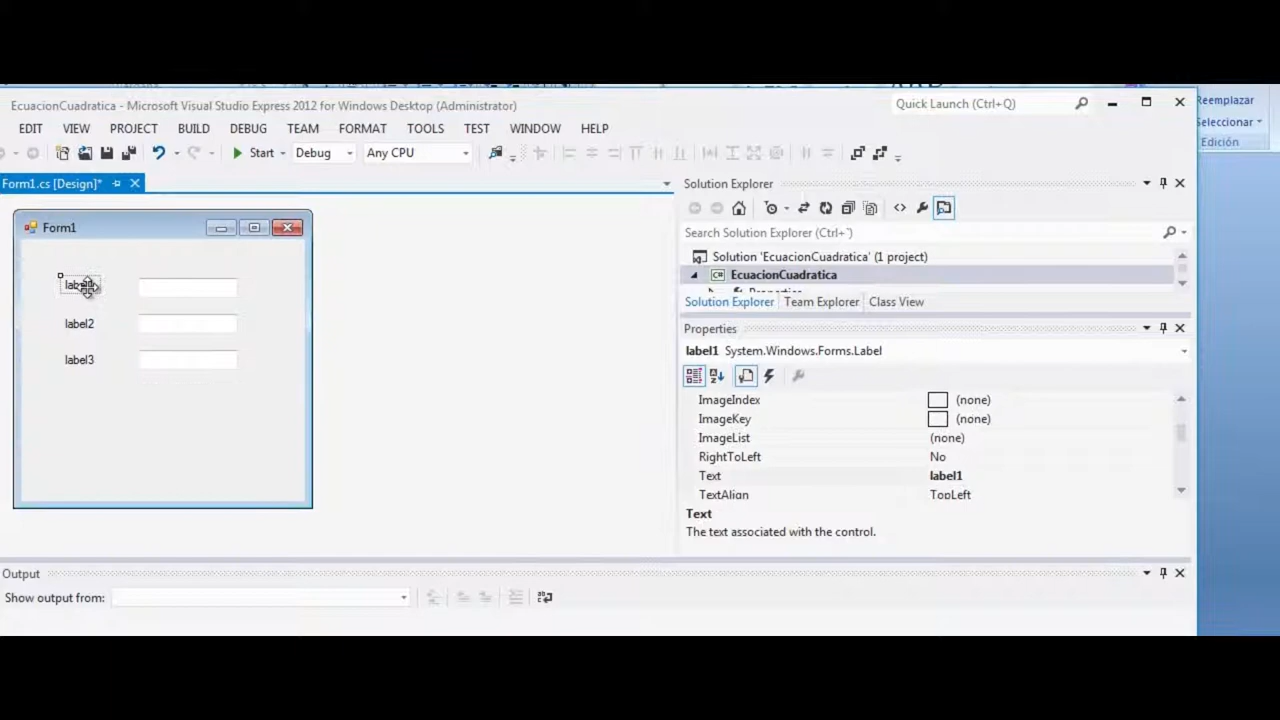 EcuacionCuadratica - Microsoft Visual Studio Express 2012 for Windows Desktop (Administrator)
Quick Launch (Ctrl+Q)
Reemplazar
Seleccionar
Edición
EDIT VIEW PROJECT BUILD DEBUG TEAM FORMAT TOOLS TEST WINDOW HELP
Start Debug Any CPU
Form1.cs [Design]*
Form1
label2
label3
Solution Explorer
Search Solution Explorer (Ctrl+´)
Solution 'EcuacionCuadratica' (1 project)
C# EcuacionCuadratica
Properties
Solution Explorer Team Explorer Class View
Properties
label1 System.Windows.Forms.Label
ImageIndex (none)
ImageKey (none)
ImageList (none)
RightToLeft No
Text label1
TextAlign TopLeft
Text
The text associated with the control.
Output
Show output from: